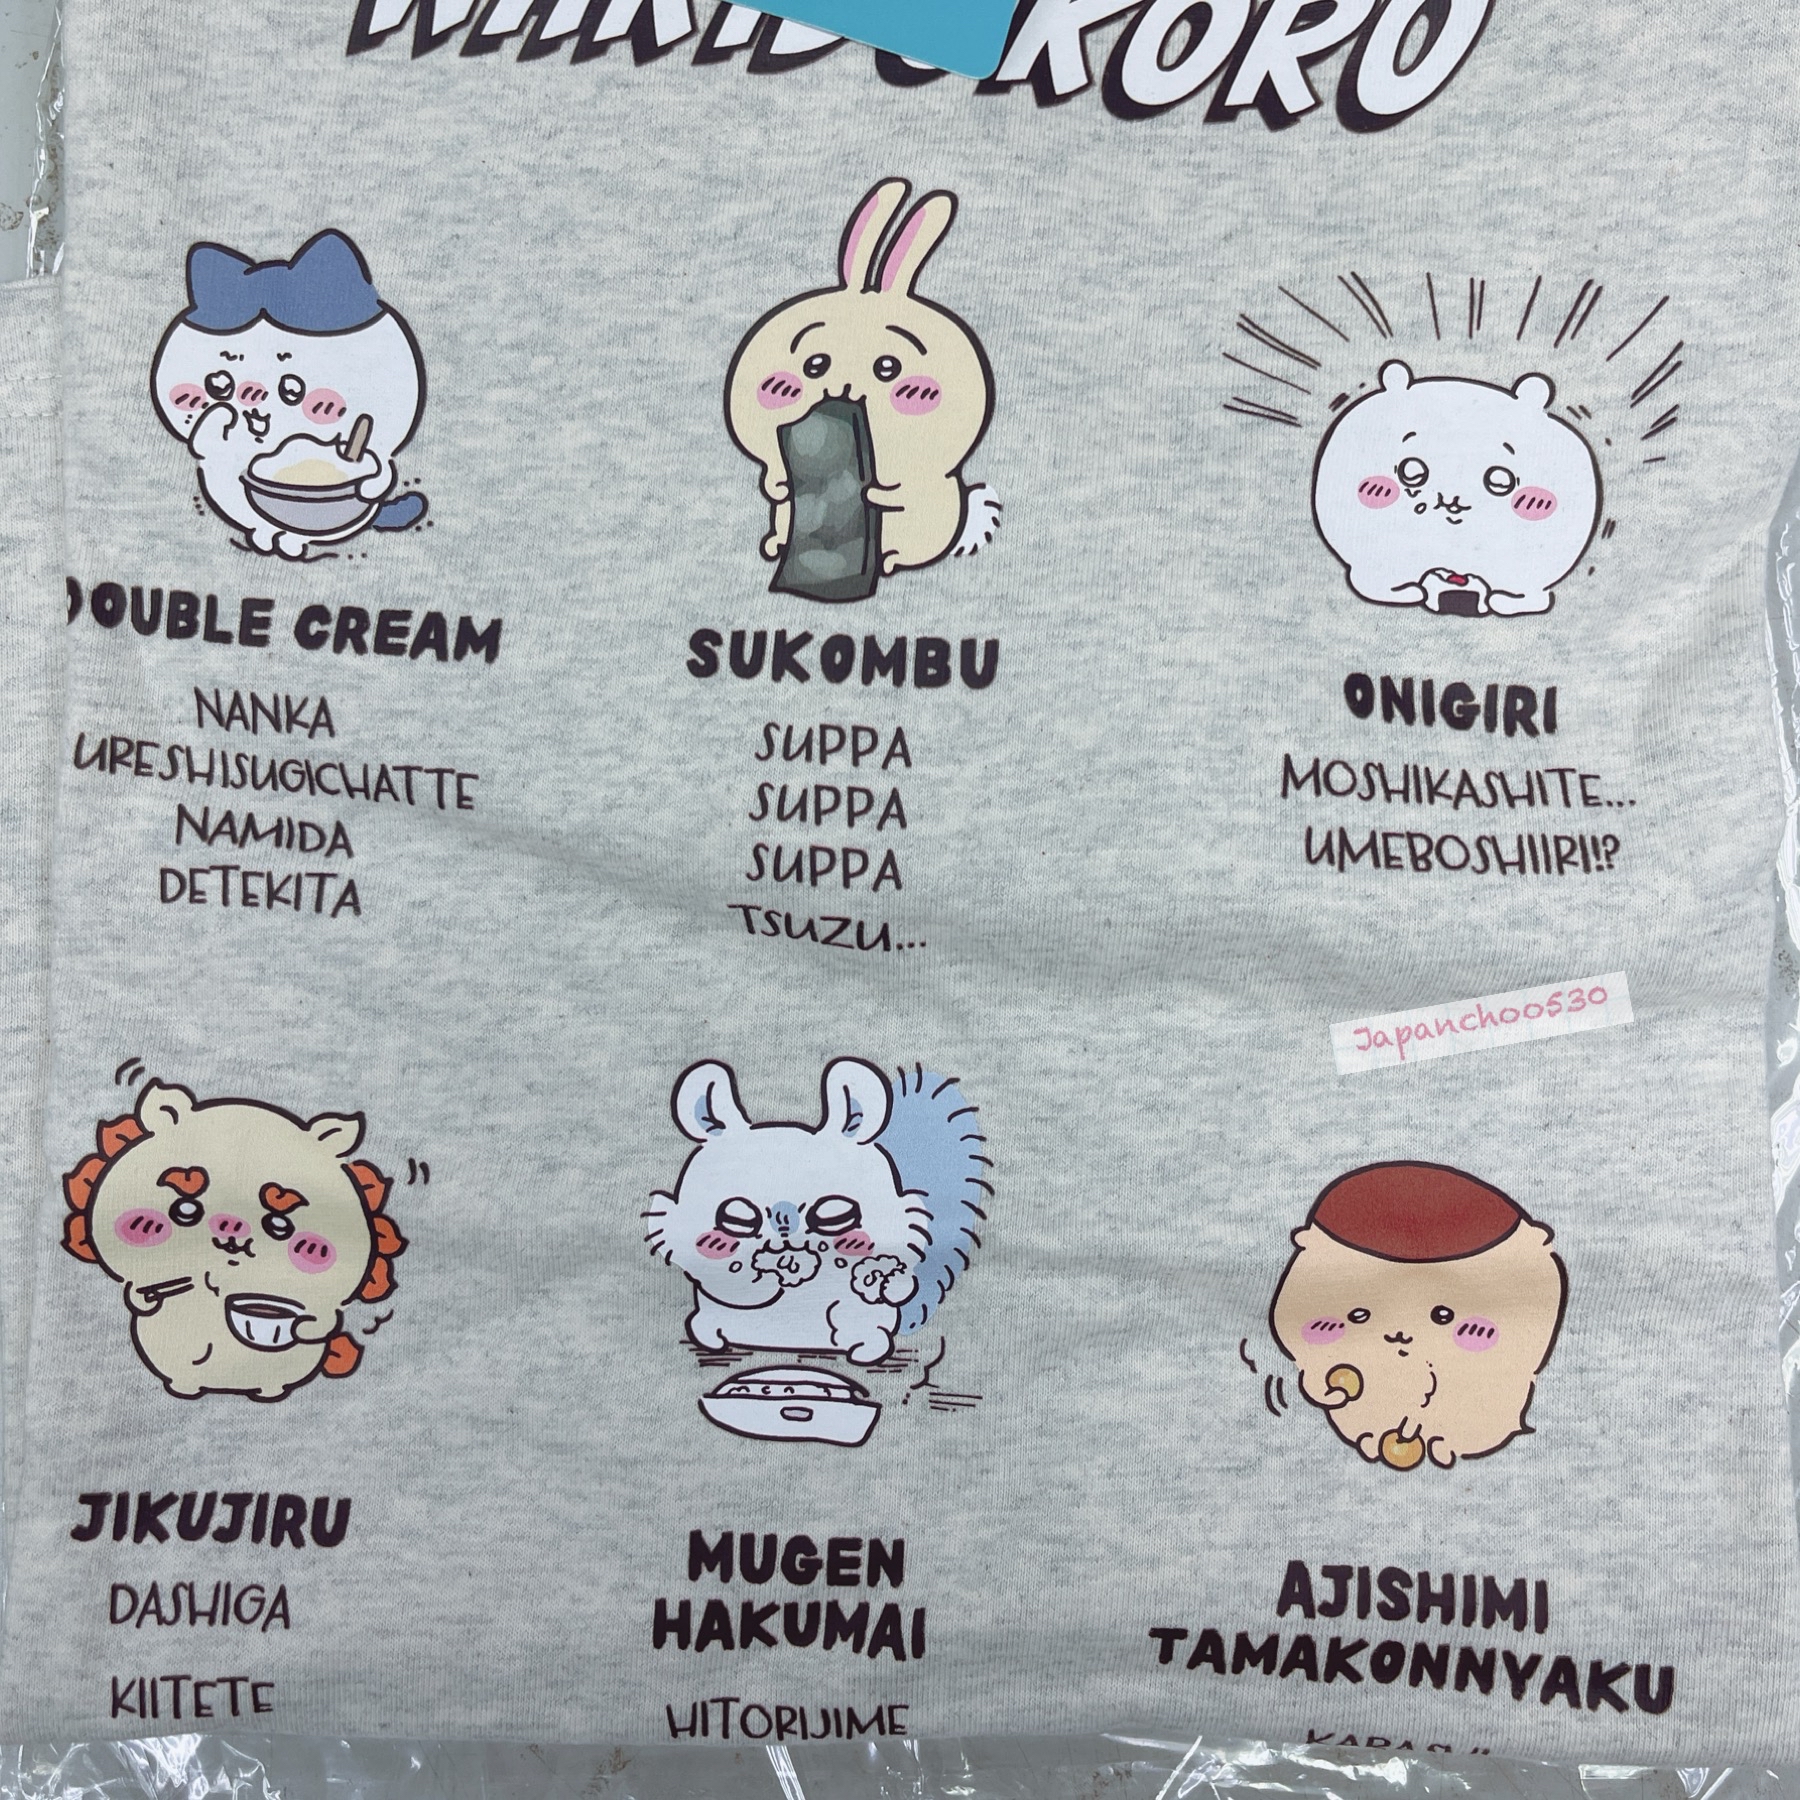 DOUBLE CREAM
NANKA
URESHISUGICHATTE
NAMIDA
DETEKITA
SUKOMBU
SUPPA
SUPPA
SUPPA
TSUZU...
ONIGIRI
MOSHIKASHITE...
UMEBOSHIIRI!?
Japancho0530
JIKUJIRU
DASHIGA
KIITETE
MUGEN
HAKUMAI
HITORIJIME
AJISHIMI
TAMAKONNYAKU